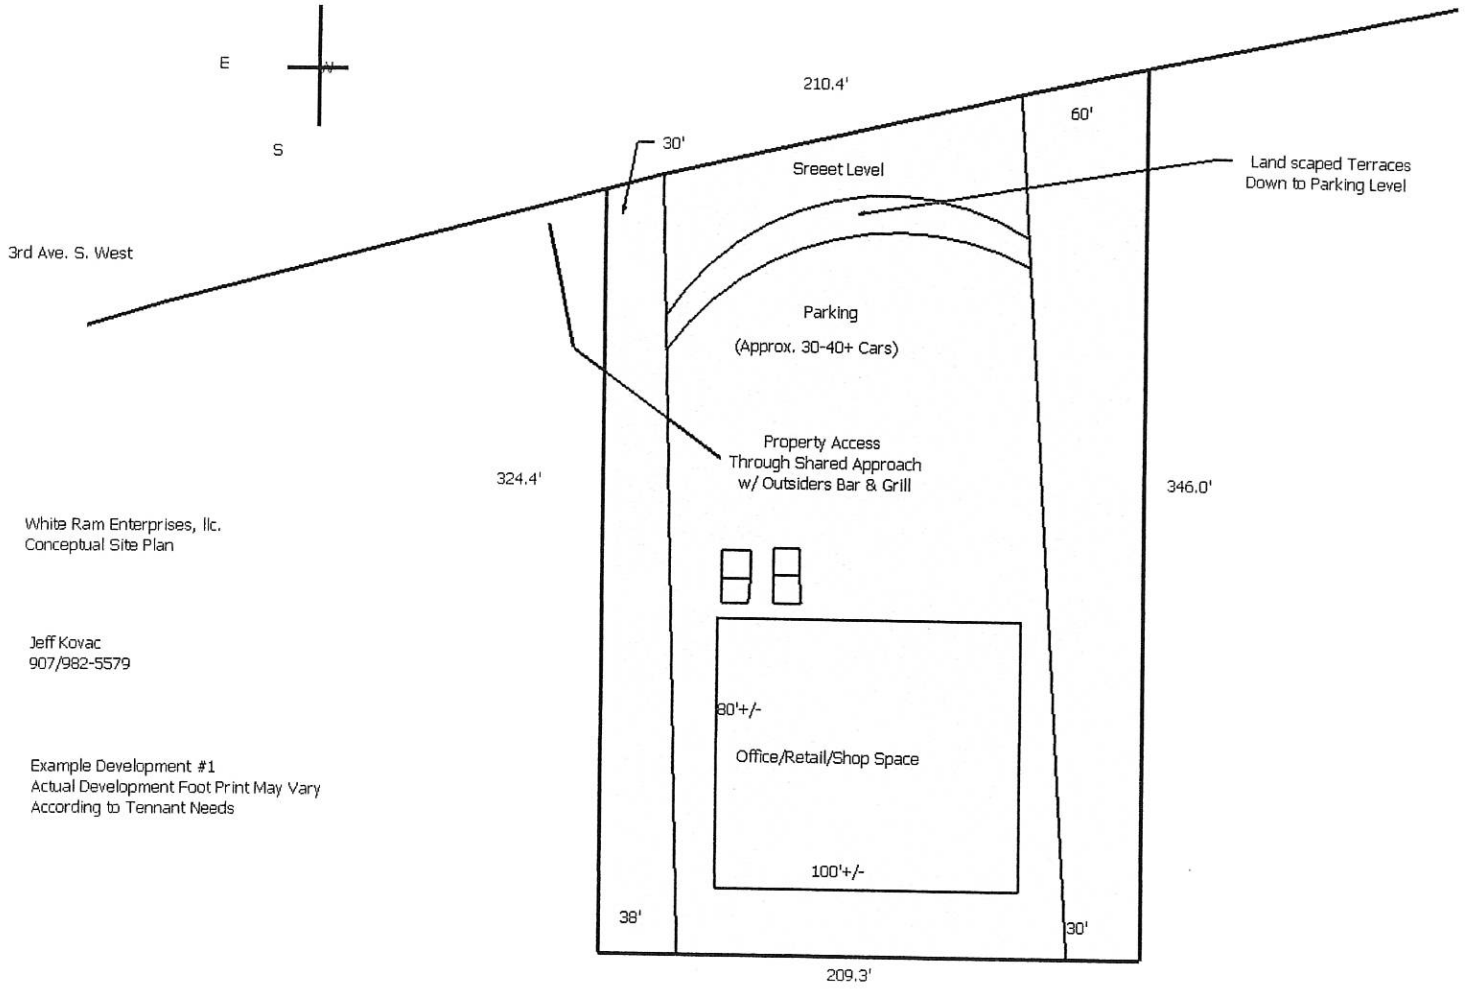 E
W
S
210.4'
60'
30'
Sreeet Level
Land scaped Terraces
Down to Parking Level
3rd Ave. S. West
Parking
(Approx. 30-40+ Cars)
Property Access
Through Shared Approach
w/ Outsiders Bar & Grill
324.4'
346.0'
White Ram Enterprises, llc.
Conceptual Site Plan
Jeff Kovac
907/982-5579
80'+/-
Office/Retail/Shop Space
Example Development #1
Actual Development Foot Print May Vary
According to Tennant Needs
100'+/-
38'
30'
209.3'